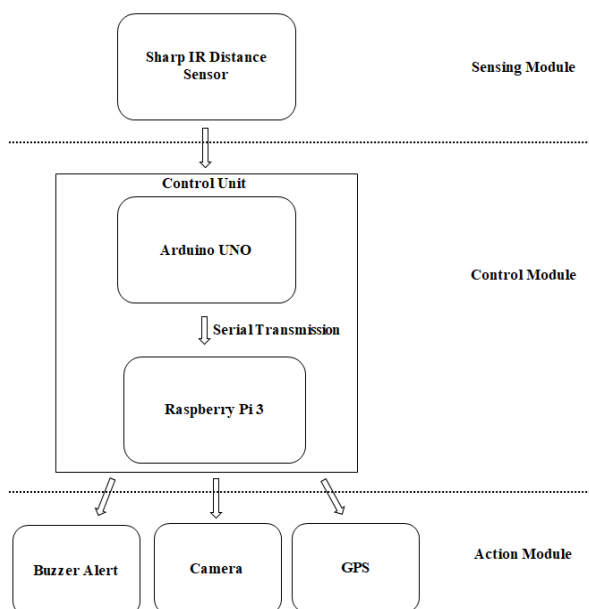 Sharp IR Distance
Sensor
Sensing Module
Control Unit
Arduino UNO
Control Module
Serial Transmission
Raspberry Pi 3
Buzzer Alert
Camera
GPS
Action Module